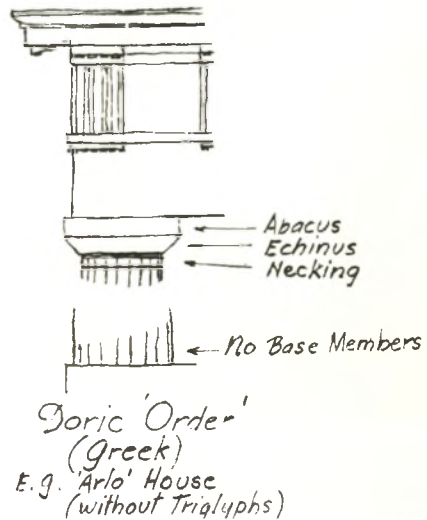 Abacus
Echinus
Necking
No Base Members
Doric 'Order'
(Greek)
E.g. 'Arlo' House
(without Triglyphs)